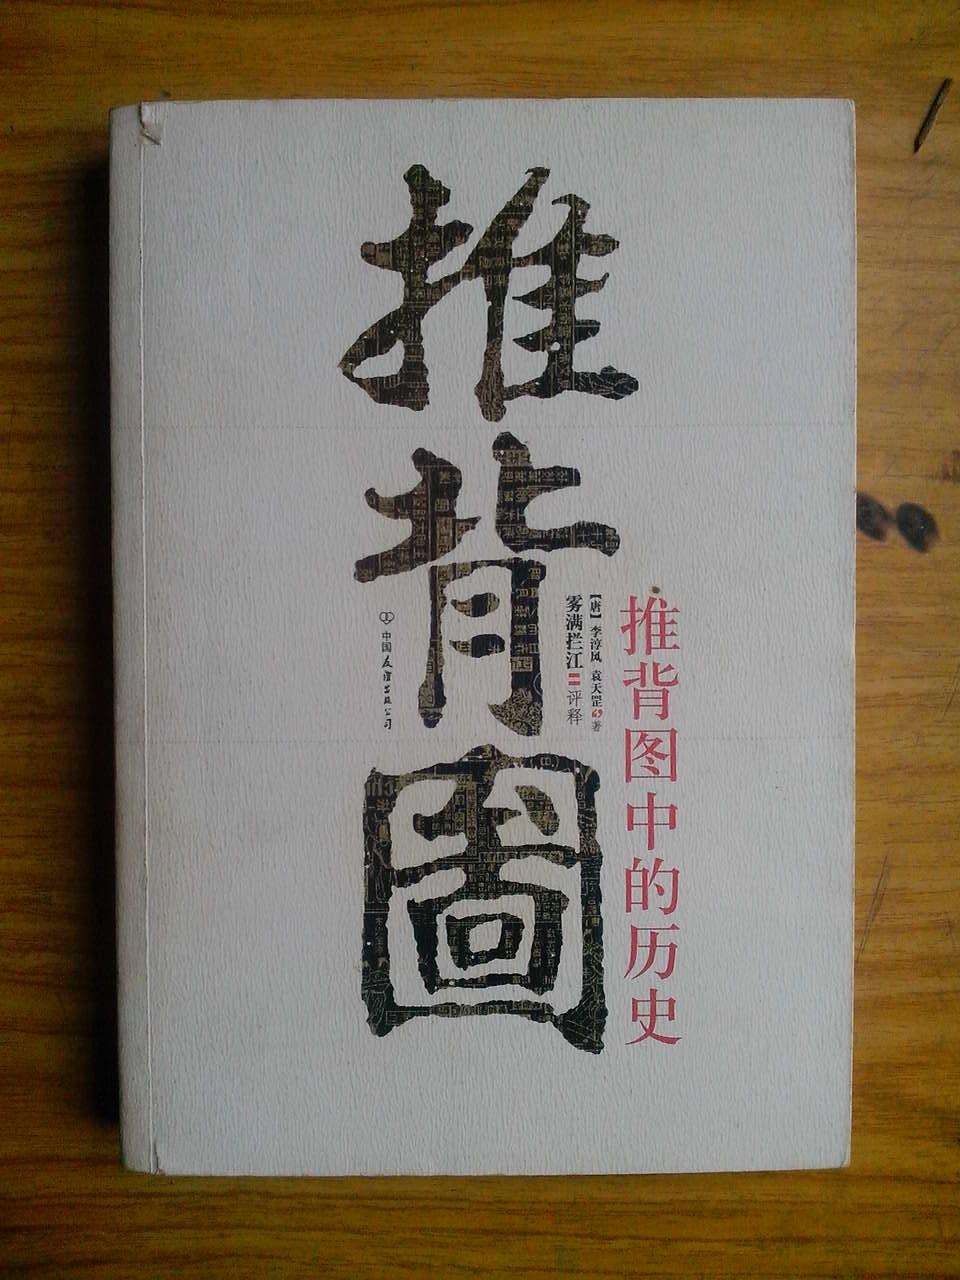 推背圖
推背图中的历史
【唐】李淳风 袁天罡 著
雾满拦江 评释
中国友谊出版公司